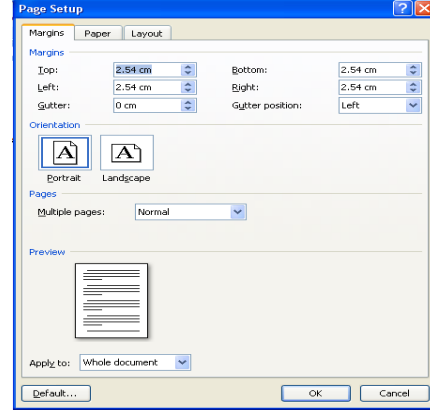 Page Setup
Margins Paper Layout
Margins
Top: 2.54 cm Bottom: 2.54 cm
Left: 2.54 cm Right: 2.54 cm
Gutter: 0 cm Gutter position: Left
Orientation
A A
Portrait Landscape
Pages
Multiple pages: Normal
Preview
Apply to: Whole document
Default... OK Cancel